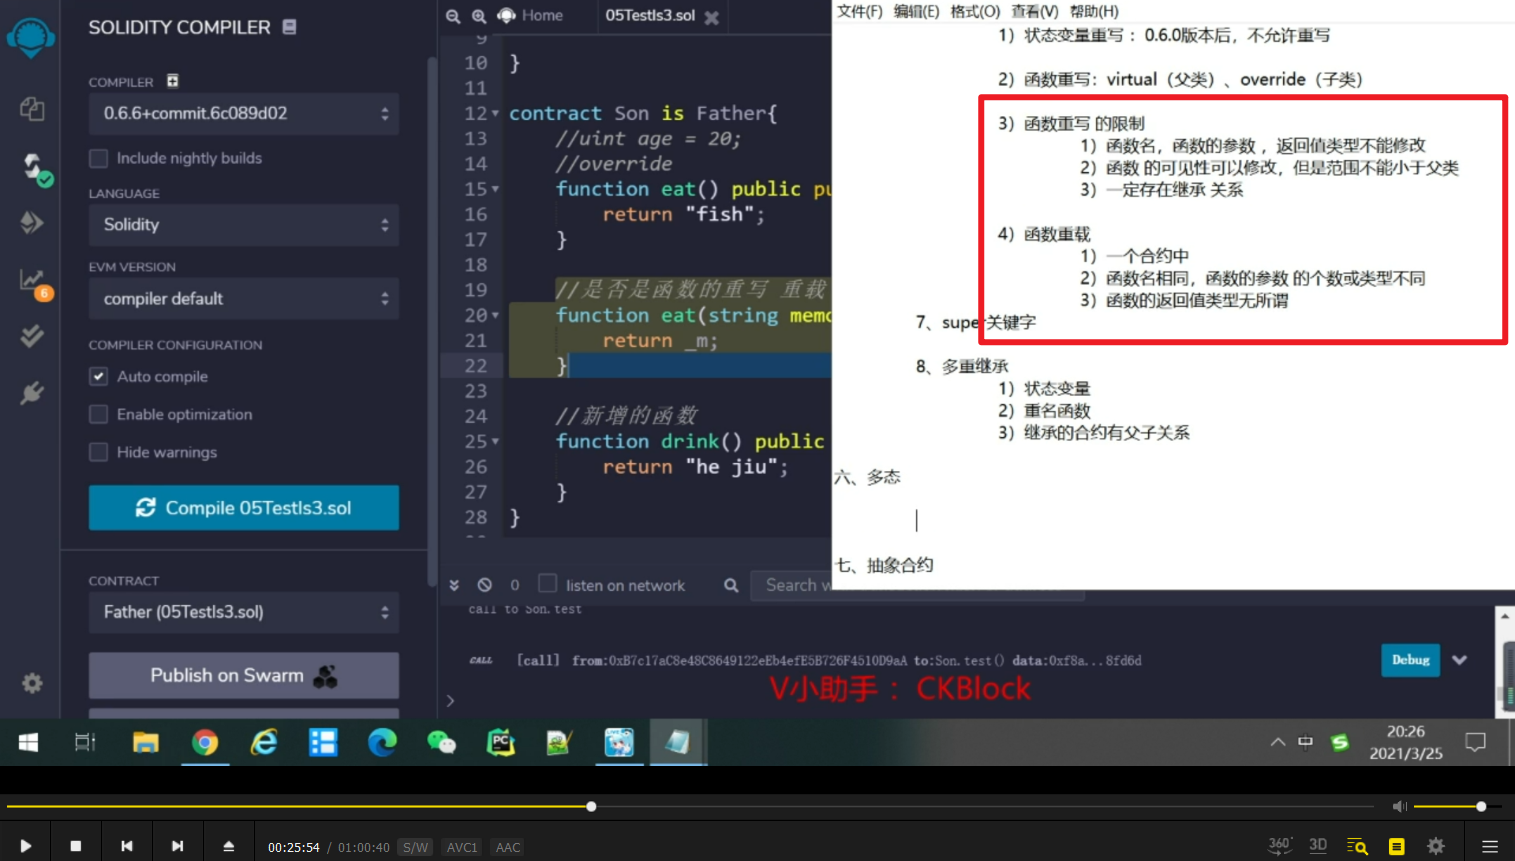 SOLIDITY COMPILER
COMPILER
0.6.6+commit.6c089d02
Include nightly builds
LANGUAGE
Solidity
EVM VERSION
compiler default
COMPILER CONFIGURATION
Auto compile
Enable optimization
Hide warnings
Compile 05TestIs3.sol
CONTRACT
Father (05TestIs3.sol)
Publish on Swarm
6
Home
05TestIs3.sol
9
10 }
11
12 contract Son is Father{
13 //uint age = 20;
14 //override
15 function eat() public pu
16 return "fish";
17 }
18
19 //是否是函数的重写 重载
20 function eat(string memo
21 return _m;
22 }
23
24 //新增的函数
25 function drink() public
26 return "he jiu";
27 }
28 }
0
listen on network
Search w
call to Son.test
CALL [call] from:0xB7c17aC8e48C8649122eEb4efE5B726F4510D9aA to:Son.test() data:0xf8a...8fd6d
Debug
>
V小助手： CKBlock
文件(F) 编辑(E) 格式(O) 查看(V) 帮助(H)
1）状态变量重写： 0.6.0版本后，不允许重写
2）函数重写：virtual（父类）、override（子类）
3）函数重写 的限制
1）函数名，函数的参数 ，返回值类型不能修改
2）函数 的可见性可以修改，但是范围不能小于父类
3）一定存在继承 关系
4）函数重载
1）一个合约中
2）函数名相同，函数的参数 的个数或类型不同
3）函数的返回值类型无所谓
7、super关键字
8、多重继承
1）状态变量
2）重名函数
3）继承的合约有父子关系
六、多态
七、抽象合约
PC
中
S
20:26
2021/3/25
00:25:54 / 01:00:40 S/W AVC1 AAC
360° 3D